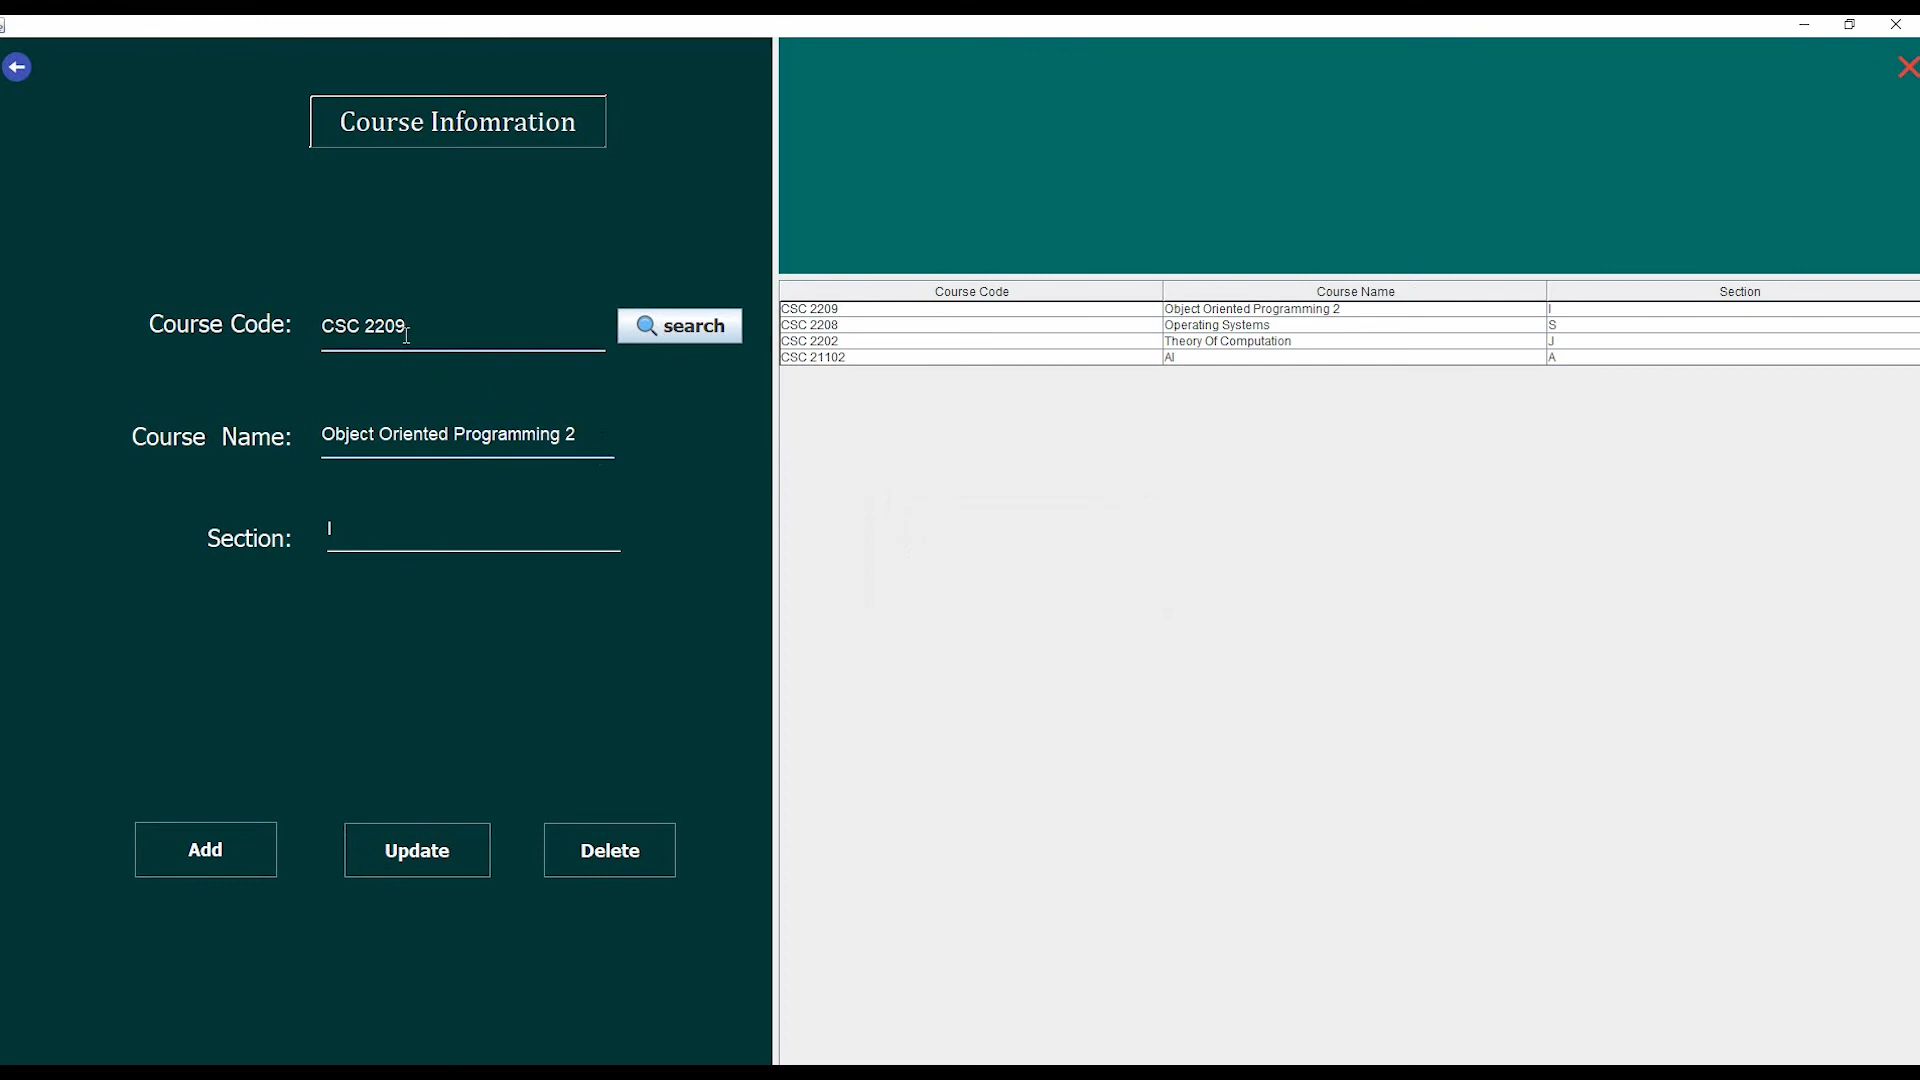 Course Infomration
Course Code: CSC 2209 search
Course Name: Object Oriented Programming 2
Section: I
Add Update Delete
Course Code Course Name Section
CSC 2209 Object Oriented Programming 2 I
CSC 2208 Operating Systems S
CSC 2202 Theory Of Computation J
CSC 21102 AI A